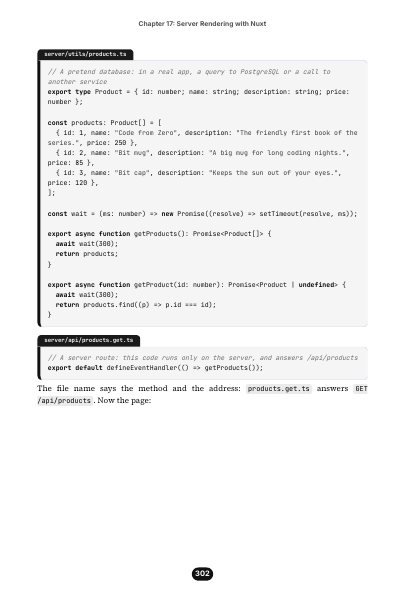 Chapter 17: Server Rendering with Nuxt
server/utils/products.ts
// A pretend database: in a real app, a query to PostgreSQL or a call to
another service
export type Product = { id: number; name: string; description: string; price:
number };
const products: Product[] = [
  { id: 1, name: "Code from Zero", description: "The friendly first book of the
series.", price: 250 },
  { id: 2, name: "Bit mug", description: "A big mug for long coding nights.",
price: 85 },
  { id: 3, name: "Bit cap", description: "Keeps the sun out of your eyes.",
price: 120 },
];
const wait = (ms: number) => new Promise((resolve) => setTimeout(resolve, ms));
export async function getProducts(): Promise<Product[]> {
  await wait(300);
  return products;
}
export async function getProduct(id: number): Promise<Product | undefined> {
  await wait(300);
  return products.find((p) => p.id === id);
}
server/api/products.get.ts
// A server route: this code runs only on the server, and answers /api/products
export default defineEventHandler(() => getProducts());
The file name says the method and the address: products.get.ts answers GET
/api/products. Now the page:
302